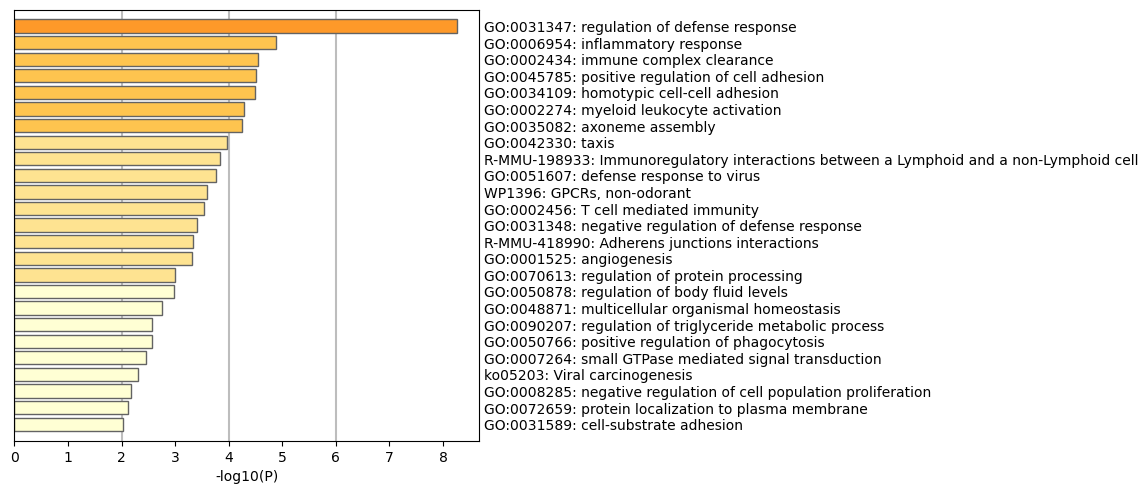 GO:0031347: regulation of defense response
GO:0006954: inflammatory response
GO:0002434: immune complex clearance
GO:0045785: positive regulation of cell adhesion
GO:0034109: homotypic cell-cell adhesion
GO:0002274: myeloid leukocyte activation
GO:0035082: axoneme assembly
GO:0042330: taxis
R-MMU-198933: Immunoregulatory interactions between a Lymphoid and a non-Lymphoid cell
GO:0051607: defense response to virus
WP1396: GPCRs, non-odorant
GO:0002456: T cell mediated immunity
GO:0031348: negative regulation of defense response
R-MMU-418990: Adherens junctions interactions
GO:0001525: angiogenesis
GO:0070613: regulation of protein processing
GO:0050878: regulation of body fluid levels
GO:0048871: multicellular organismal homeostasis
GO:0090207: regulation of triglyceride metabolic process
GO:0050766: positive regulation of phagocytosis
GO:0007264: small GTPase mediated signal transduction
ko05203: Viral carcinogenesis
GO:0008285: negative regulation of cell population proliferation
GO:0072659: protein localization to plasma membrane
GO:0031589: cell-substrate adhesion
0 1 2 3 4 5 6 7 8
-log10(P)